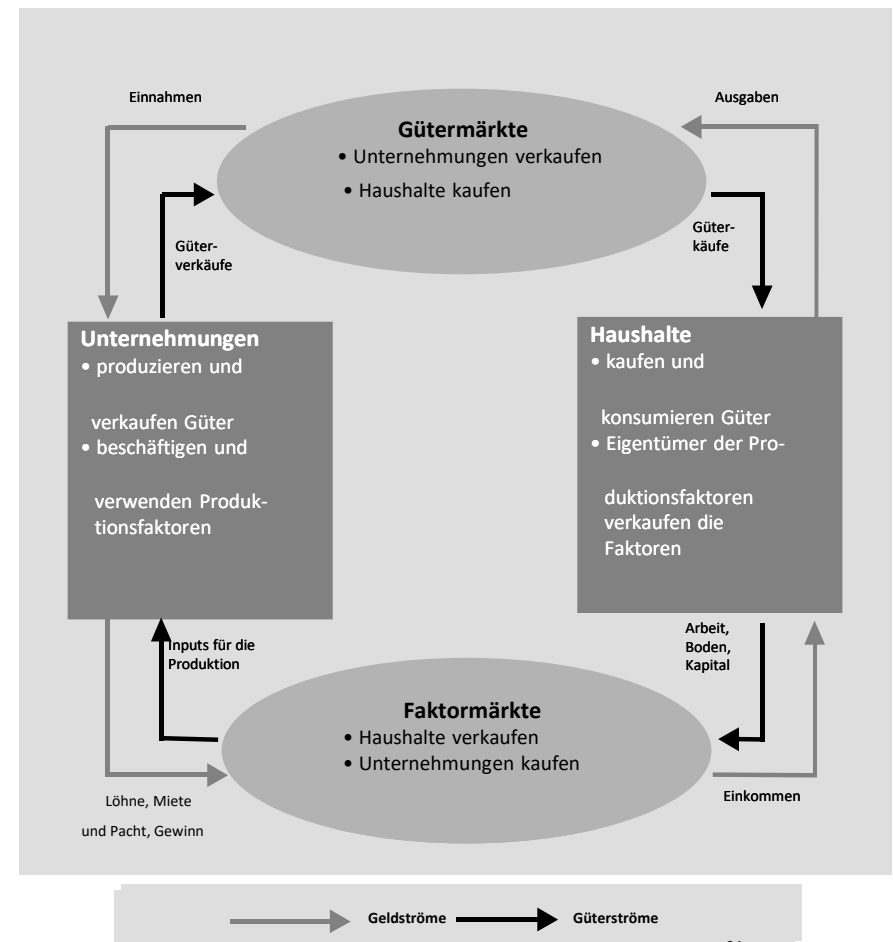 Einnahmen
Ausgaben
Gütermärkte
• Unternehmungen verkaufen
• Haushalte kaufen
Güter-
verkäufe
Güter-
käufe
Unternehmungen
• produzieren und
verkaufen Güter
• beschäftigen und
verwenden Produk-
tionsfaktoren
Haushalte
• kaufen und
konsumieren Güter
• Eigentümer der Pro-
duktionsfaktoren
verkaufen die
Faktoren
Inputs für die
Produktion
Arbeit,
Boden,
Kapital
Faktormärkte
• Haushalte verkaufen
• Unternehmungen kaufen
Löhne, Miete
und Pacht, Gewinn
Einkommen
Geldströme
Güterströme